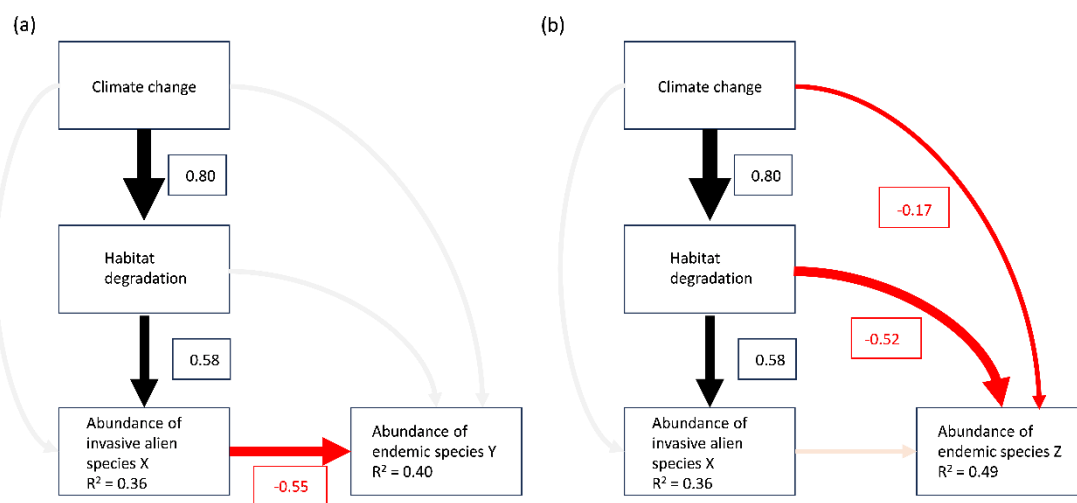 (a)
Climate change
0.80
Habitat
degradation
0.58
Abundance of
invasive alien
species X
R² = 0.36
-0.55
Abundance of
endemic species Y
R² = 0.40
(b)
Climate change
0.80
-0.17
Habitat
degradation
-0.52
0.58
Abundance of
invasive alien
species X
R² = 0.36
Abundance of
endemic species Z
R² = 0.49